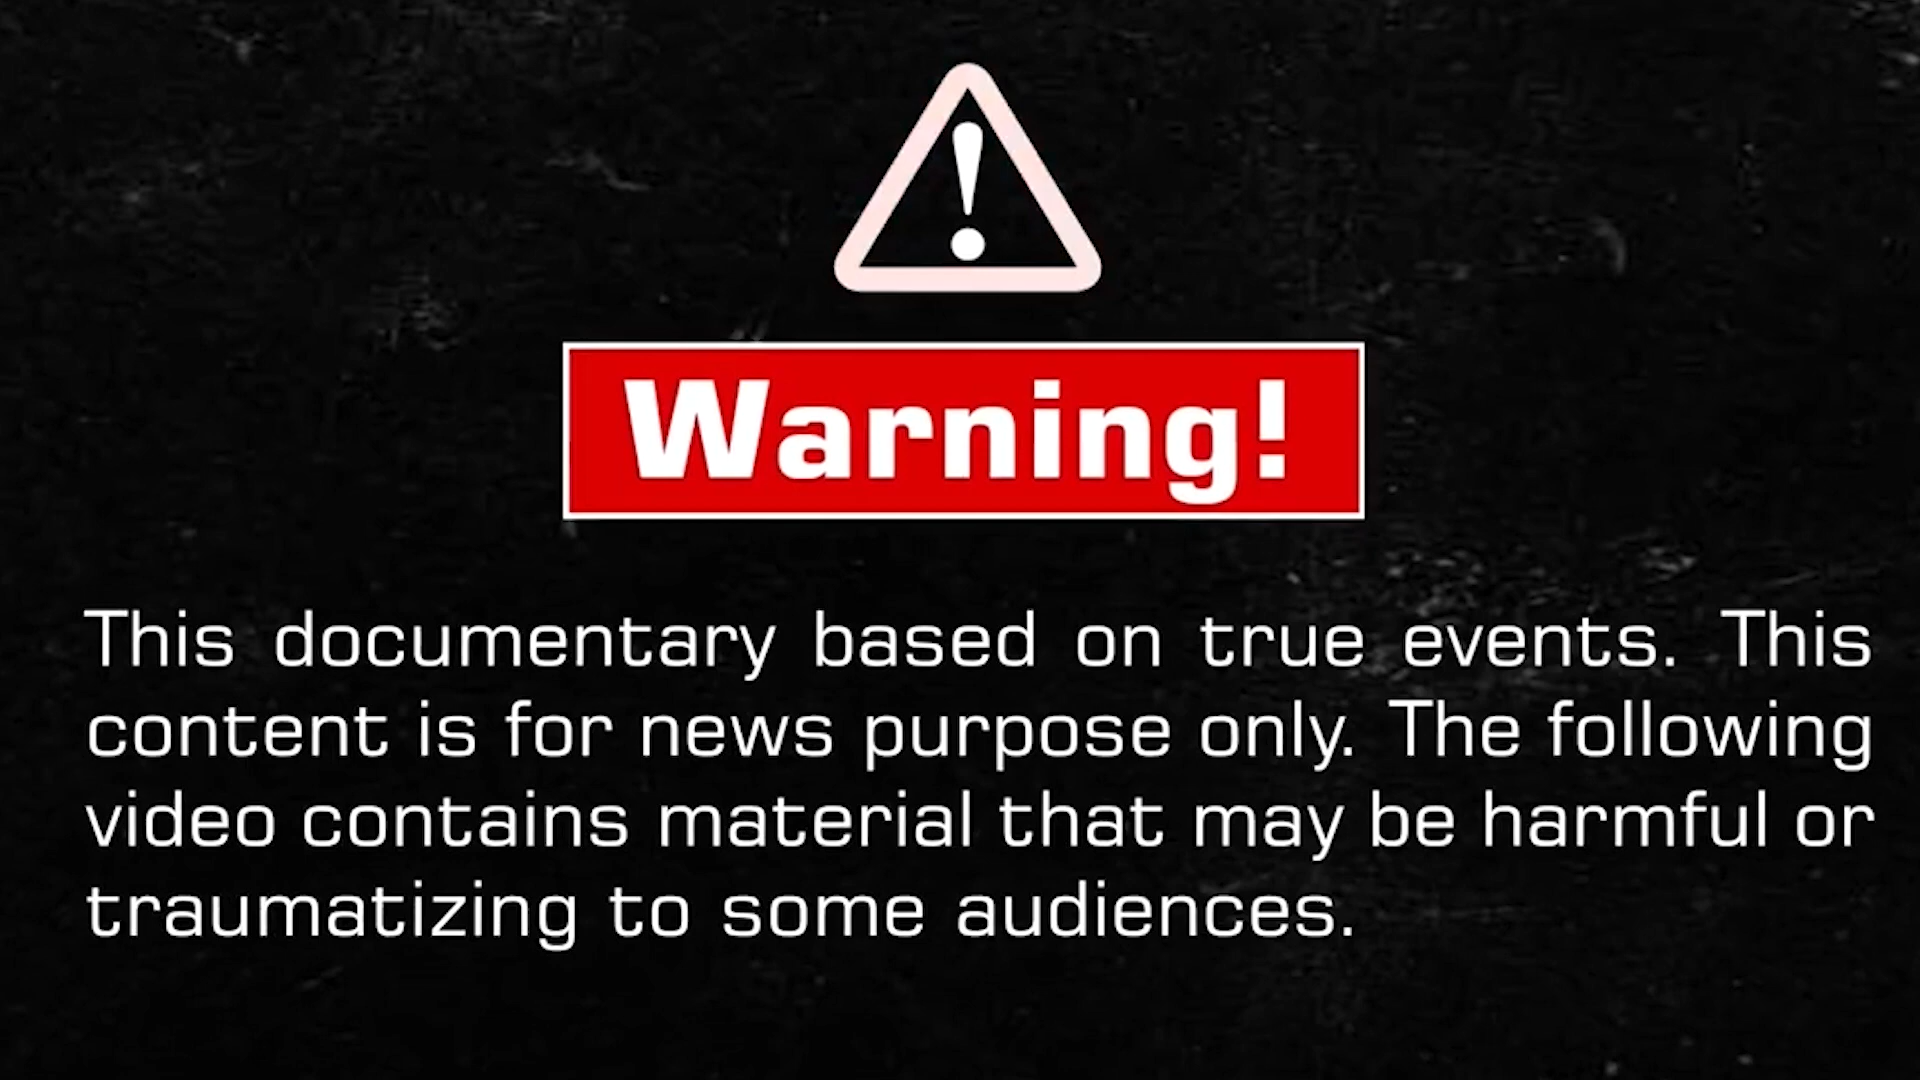 Warning!
This documentary based on true events. This
content is for news purpose only. The following
video contains material that may be harmful or
traumatizing to some audiences.